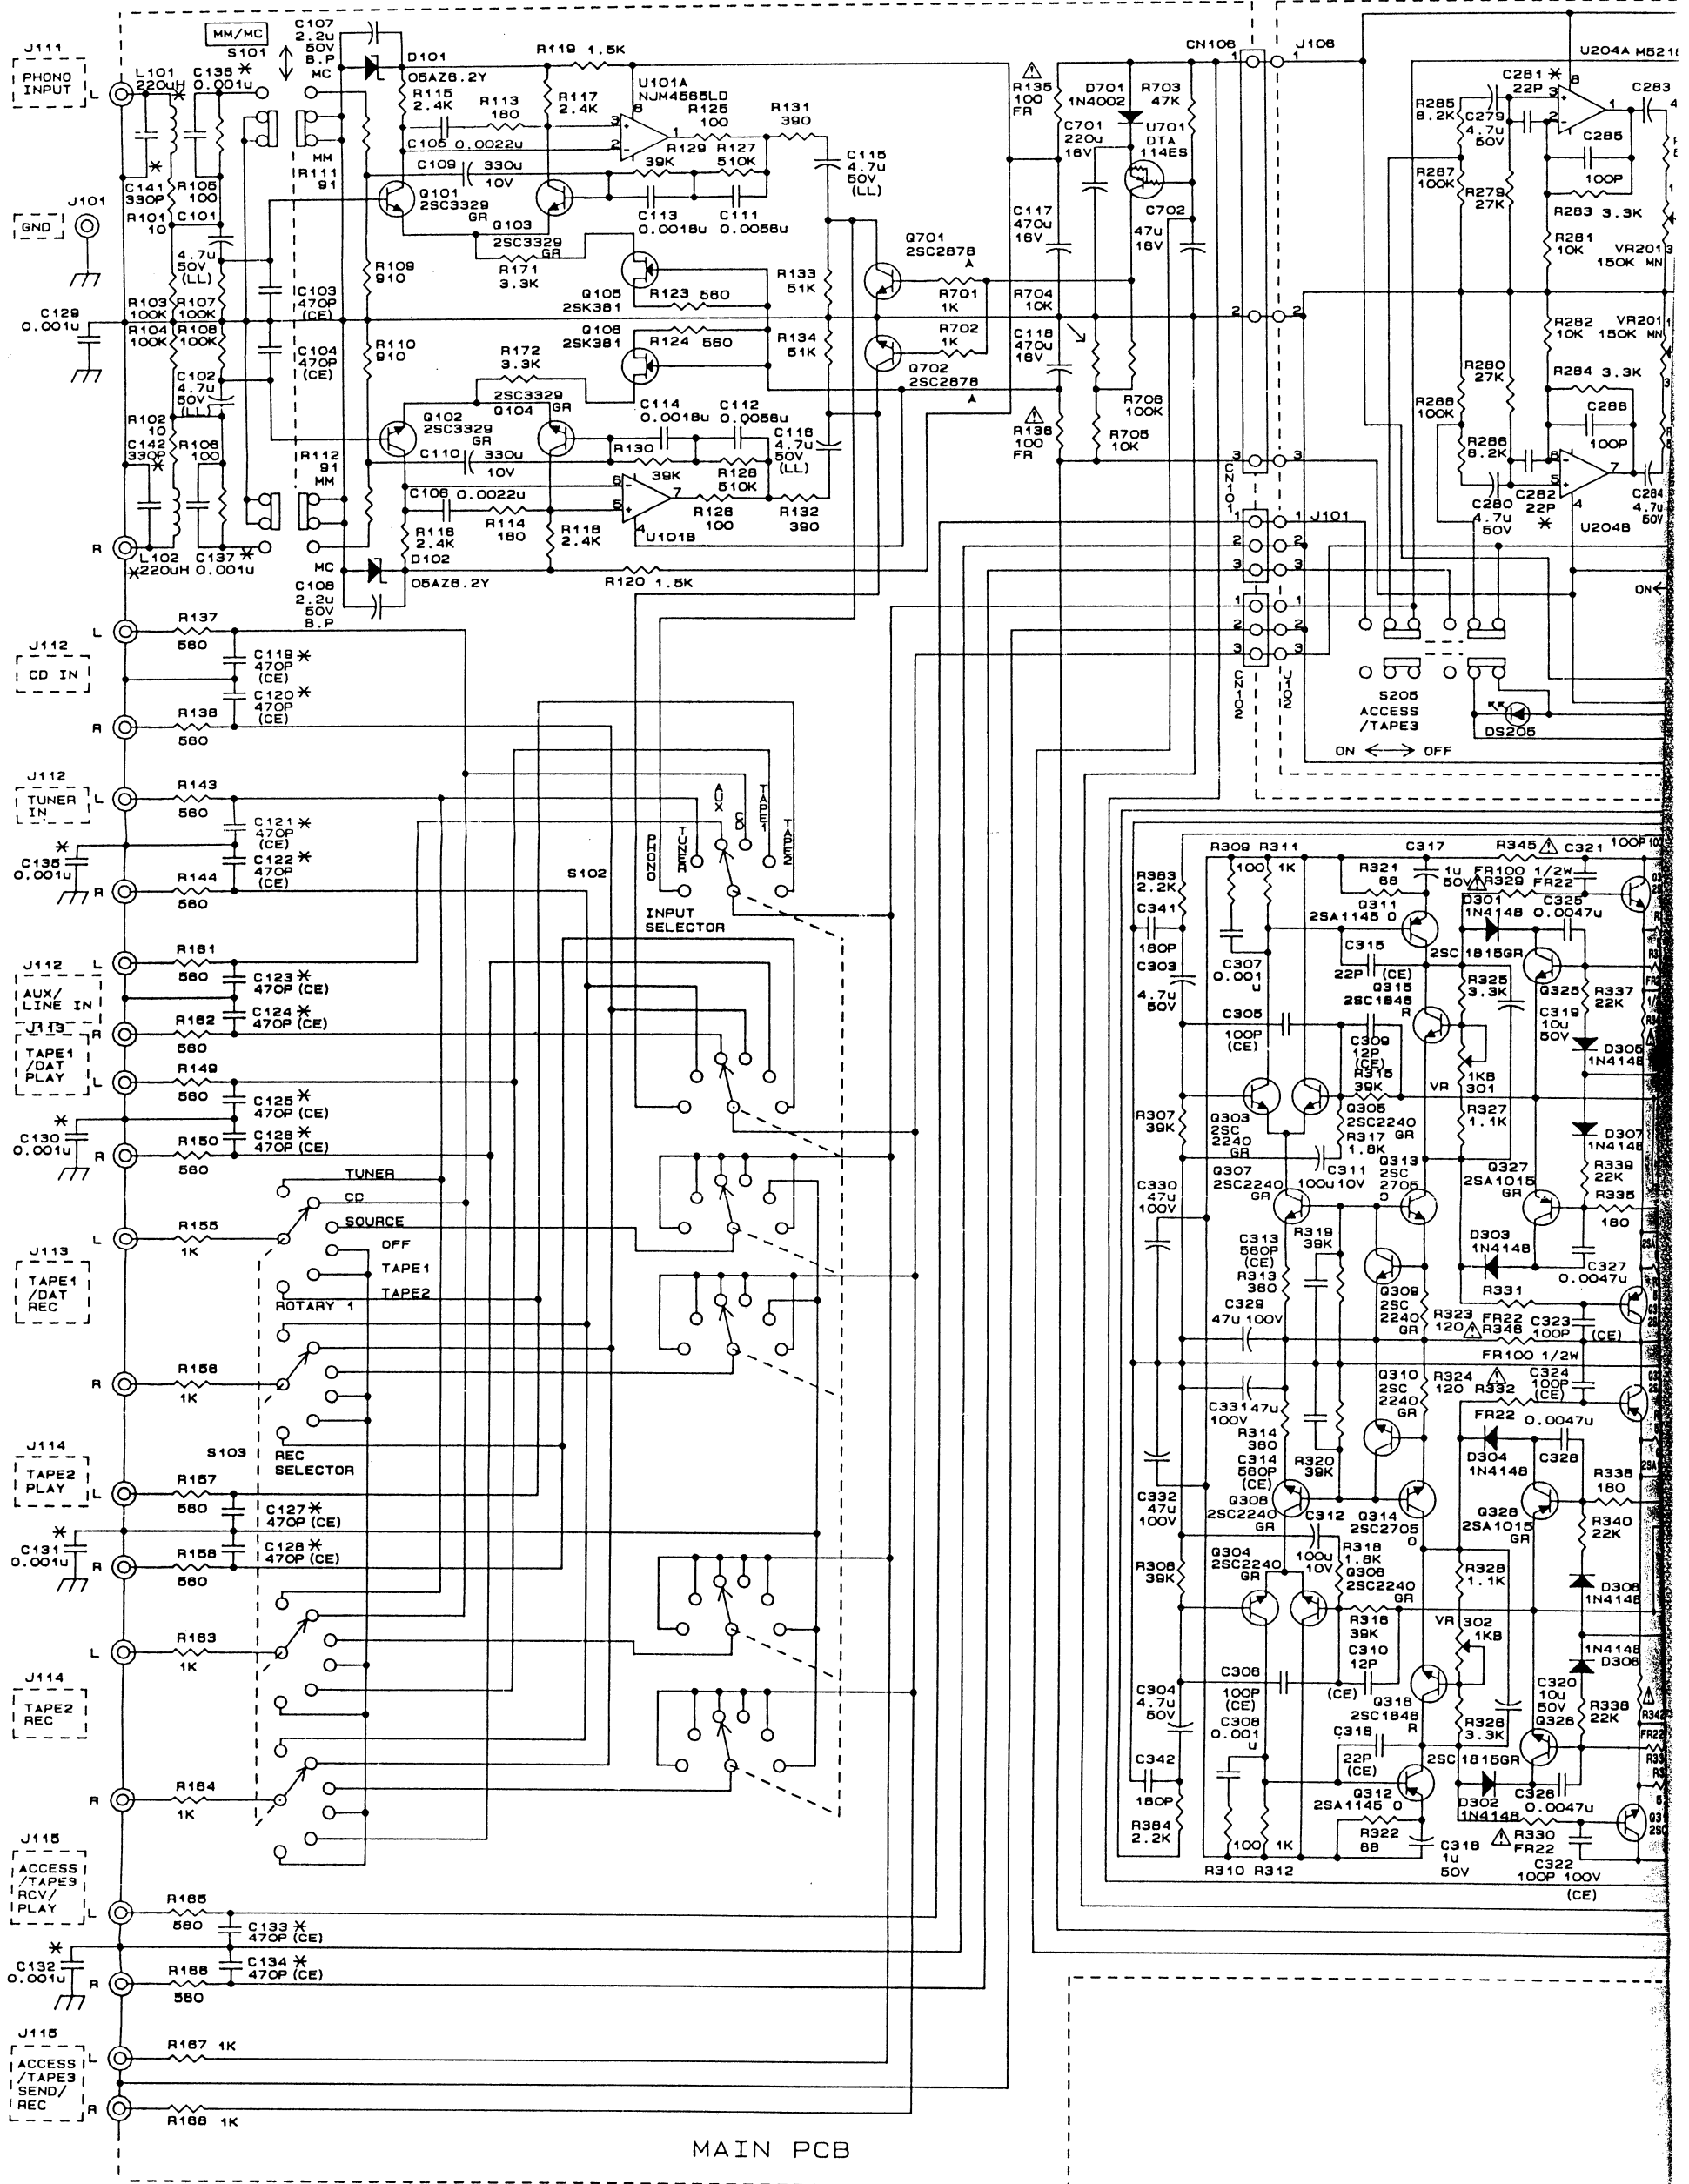 J111
PHONO
INPUT
L
L101
220uH
*
C136 *
0.001u
MM/MC
S101
C107
2.2u
50V
B.P
MC
D101
05AZ6.2Y
R115
2.4K
R113
180
R119 1.5K
R117
2.4K
U101A
NJM4565LD
R125
100
R131
390
C105 0.0022u
R129
39K
R127
510K
C109 330u
10V
MM
R111
91
C141
330P
*
R105
100
R101
10
C101
4.7u
50V
(LL)
J101
GND
Q101
2SC3329
GR
Q103
2SC3329
GR
C113
0.0018u
C111
0.0056u
C115
4.7u
50V
(LL)
R171
3.3K
R109
910
Q105
2SK381
R123 560
C103
470P
(CE)
R103
100K
R104
100K
R107
100K
R108
100K
C129
0.001u
C104
470P
(CE)
R110
910
Q106
2SK381
R124 560
R133
51K
R134
51K
R172
3.3K
C102
4.7u
50V
(LL)
R102
10
C142
330P
*
R106
100
R112
91
MM
Q102
2SC3329
GR
2SC3329
Q104
GR
C114
0.0018u
C112
0.0056u
C116
4.7u
50V
(LL)
C110 330u
10V
R130
39K
R128
510K
C106 0.0022u
R114
180
R116
2.4K
R118
2.4K
U101B
R126
100
R132
390
R
L102
*220uH
C137 *
0.001u
MC
D102
05AZ6.2Y
C108
2.2u
50V
B.P
R120 1.5K
Q701
2SC2878
A
R701
1K
R702
1K
Q702
2SC2878
A
R135
100
FR
C117
470u
16V
R704
10K
C118
470u
16V
R136
100
FR
C701
220u
16V
D701
1N4002
R703
47K
U701
DTA
114ES
C702
47u
16V
R706
100K
R705
10K
CN106
J106
CN101
J101
CN102
J102
U204A
C281 *
22P
C279
4.7u
50V
C283
R285
8.2K
C285
100P
R287
100K
R279
27K
R283 3.3K
R281
10K
VR201
150K MN
R282
10K
VR201
150K MN
R280
27K
R284 3.3K
R288
100K
C286
100P
R286
8.2K
C280
4.7u
50V
C282
22P
*
U204B
C284
4.7u
50V
ON
S205
ACCESS
/TAPE3
DS205
ON OFF
J112
CD IN
L
R137
560
C119 *
470P
(CE)
C120 *
470P
(CE)
R
R138
560
J112
TUNER
IN
L
R143
560
C121 *
470P
(CE)
C122 *
470P
(CE)
*
C135
0.001u
R
R144
560
S102
PHONO
TUNER
AUX
CD
TAPE1
TAPE2
INPUT
SELECTOR
J112
AUX/
LINE IN
L
R161
560
C123 *
470P (CE)
C124 *
470P (CE)
R
R162
560
J113
TAPE1
/DAT
PLAY
L
R149
560
C125 *
470P (CE)
C126 *
470P (CE)
*
C130
0.001u
R
R150
560
TUNER
CD
SOURCE
OFF
TAPE1
TAPE2
ROTARY 1
L
R155
1K
J113
TAPE1
/DAT
REC
R
R156
1K
S103
REC
SELECTOR
J114
TAPE2
PLAY
L
R157
560
C127 *
470P (CE)
C128 *
470P (CE)
*
C131
0.001u
R
R158
560
L
R163
1K
J114
TAPE2
REC
R
R164
1K
J115
ACCESS
/TAPE3
RCV/
PLAY
L
R165
560
C133 *
470P (CE)
C134 *
470P (CE)
*
C132
0.001u
R
R166
560
J115
ACCESS
/TAPE3
SEND/
REC
L
R167 1K
R
R168 1K
R309
100
R311
1K
R383
2.2K
C341
180P
C303
4.7u
50V
C307
0.001
u
C305
100P
(CE)
R321
68
Q311
2SA1145 O
C317
1u
50V
R345
FR100 1/2W
C321
100P
R329
FR22
D301
1N4148
C325
0.0047u
C315
22P (CE)
Q315
2SC1846
R
2SC1815GR
R325
3.3K
Q325
C319
10u
50V
R337
22K
D305
1N4148
C309
12P
(CE)
R315
39K
VR
301
1KB
R327
1.1K
R307
39K
Q303
2SC
2240
GR
Q305
2SC2240
GR
R317
1.8K
D307
1N4148
C311
100u10V
Q307
2SC2240
GR
Q313
2SC
2705
O
Q327
2SA1015
GR
R339
22K
R335
180
C330
47u
100V
R319
39K
C313
560P
(CE)
R313
360
C329
47u100V
D303
1N4148
C327
0.0047u
R331
FR22
Q309
2SC
2240
GR
R323
120
R346
FR100 1/2W
C323
100P
(CE)
Q310
2SC
2240
GR
R324
120
R332
FR22
C324
100P
(CE)
0.0047u
C328
C331 47u
100V
R314
360
C314
560P
(CE)
R320
39K
D304
1N4148
R336
180
C332
47u
100V
Q308
2SC2240
GR
C312
100u
10V
Q314
2SC2705
O
Q328
2SA1015
GR
R340
22K
R308
39K
Q304
2SC2240
GR
R318
1.8K
Q306
2SC2240
GR
R328
1.1K
D308
1N4148
R316
39K
VR
302
1KB
1N4148
D306
C310
12P
(CE)
C306
100P
(CE)
C304
4.7u
50V
C308
0.001
u
Q316
2SC1846
R
C320
10u
50V
Q326
R338
22K
R326
3.3K
R342
FR22
C342
180P
C316
22P
(CE)
2SC1815GR
Q312
2SA1145 O
D302
1N4148
C326
0.0047u
R384
2.2K
100 1K
R310 R312
R322
68
C318
1u
50V
R330
FR22
C322
100P 100V
(CE)
MAIN PCB